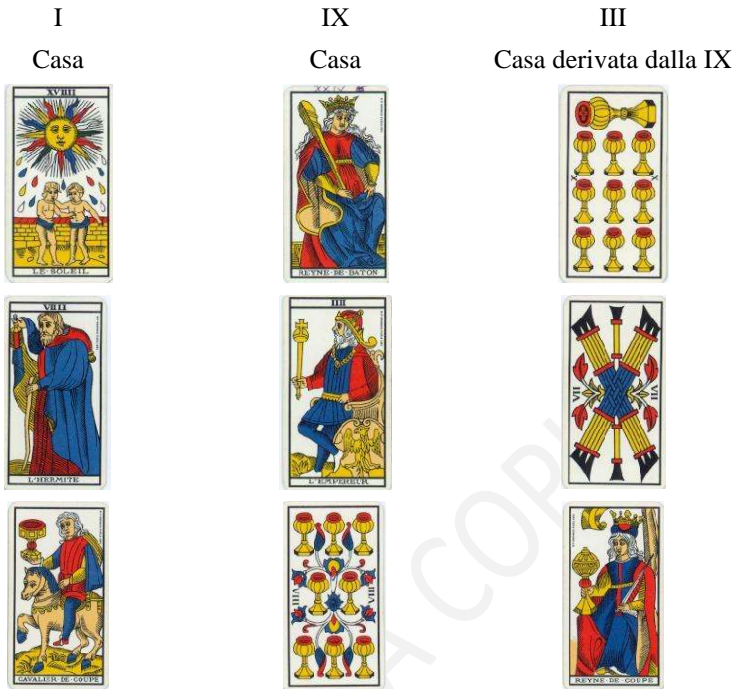 I IX III
Casa Casa Casa derivata dalla IX
XVIIII
LE·SOLEIL
REYNE·DE·BATON
X X
VIIII
L'HERMITE
IIII
L'EMPEREUR
VII VII
CAVALIER·DE·COUPE
VIII VIII
REYNE·DE·COUPE
A COPI